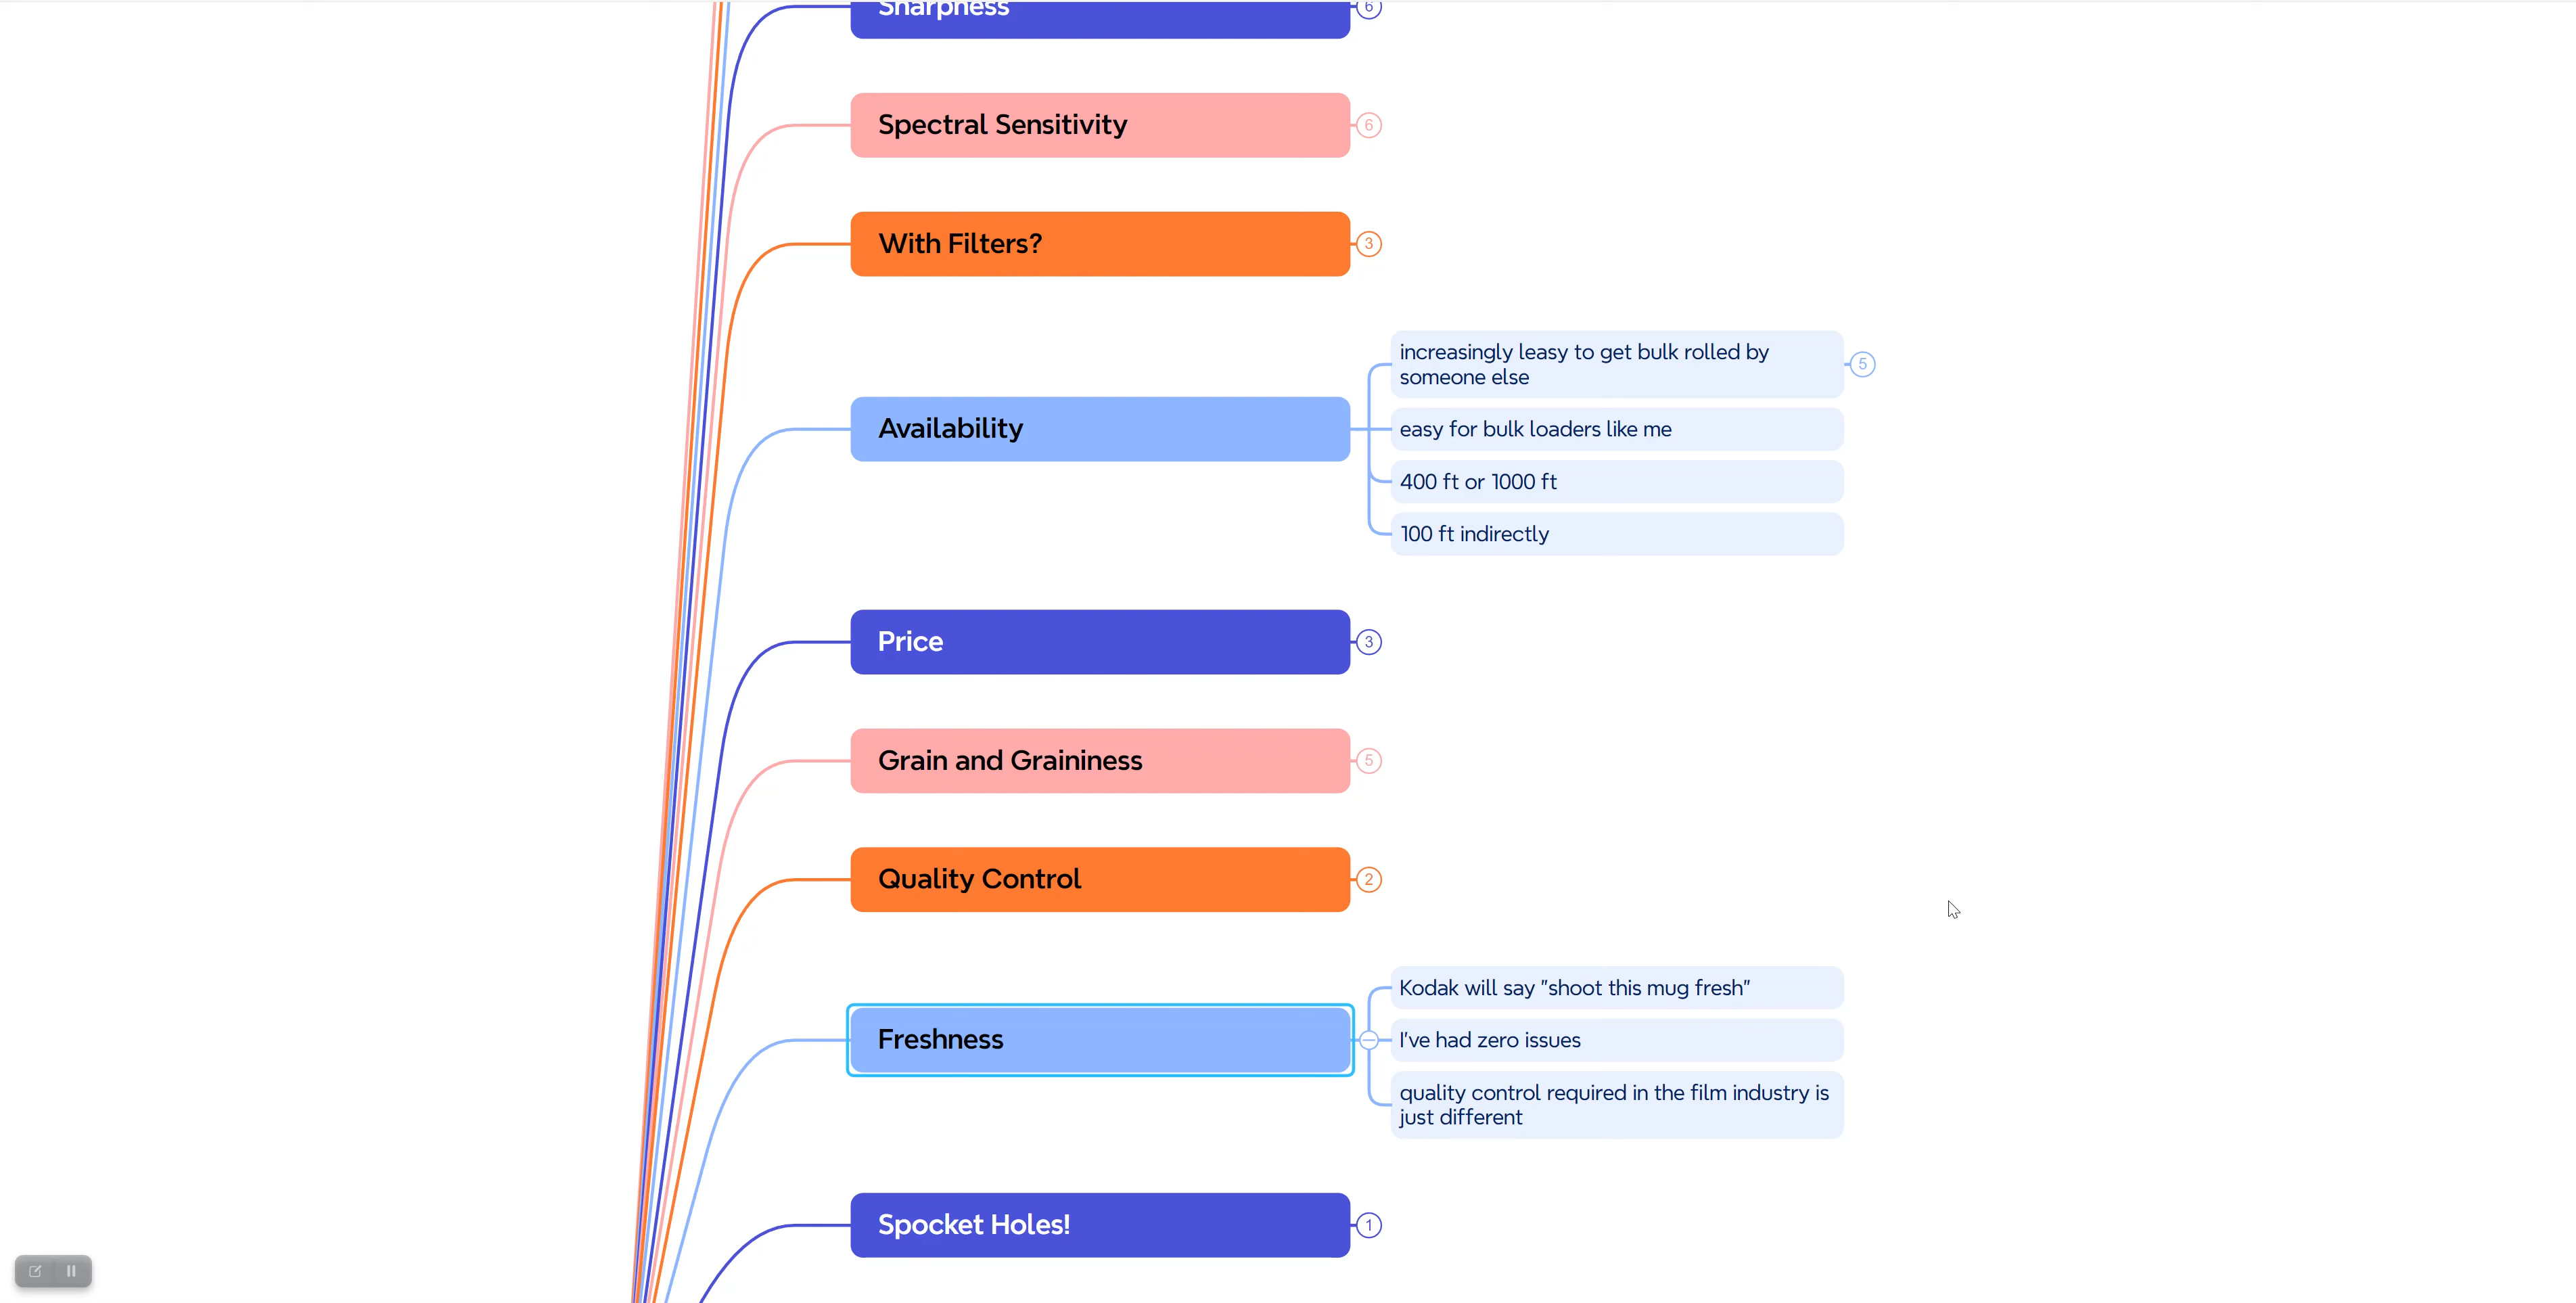 Sharpness
6
Spectral Sensitivity
6
With Filters?
3
Availability
increasingly leasy to get bulk rolled by
someone else
5
easy for bulk loaders like me
400 ft or 1000 ft
100 ft indirectly
Price
3
Grain and Graininess
5
Quality Control
2
Freshness
Kodak will say "shoot this mug fresh"
I've had zero issues
quality control required in the film industry is
just different
Spocket Holes!
1